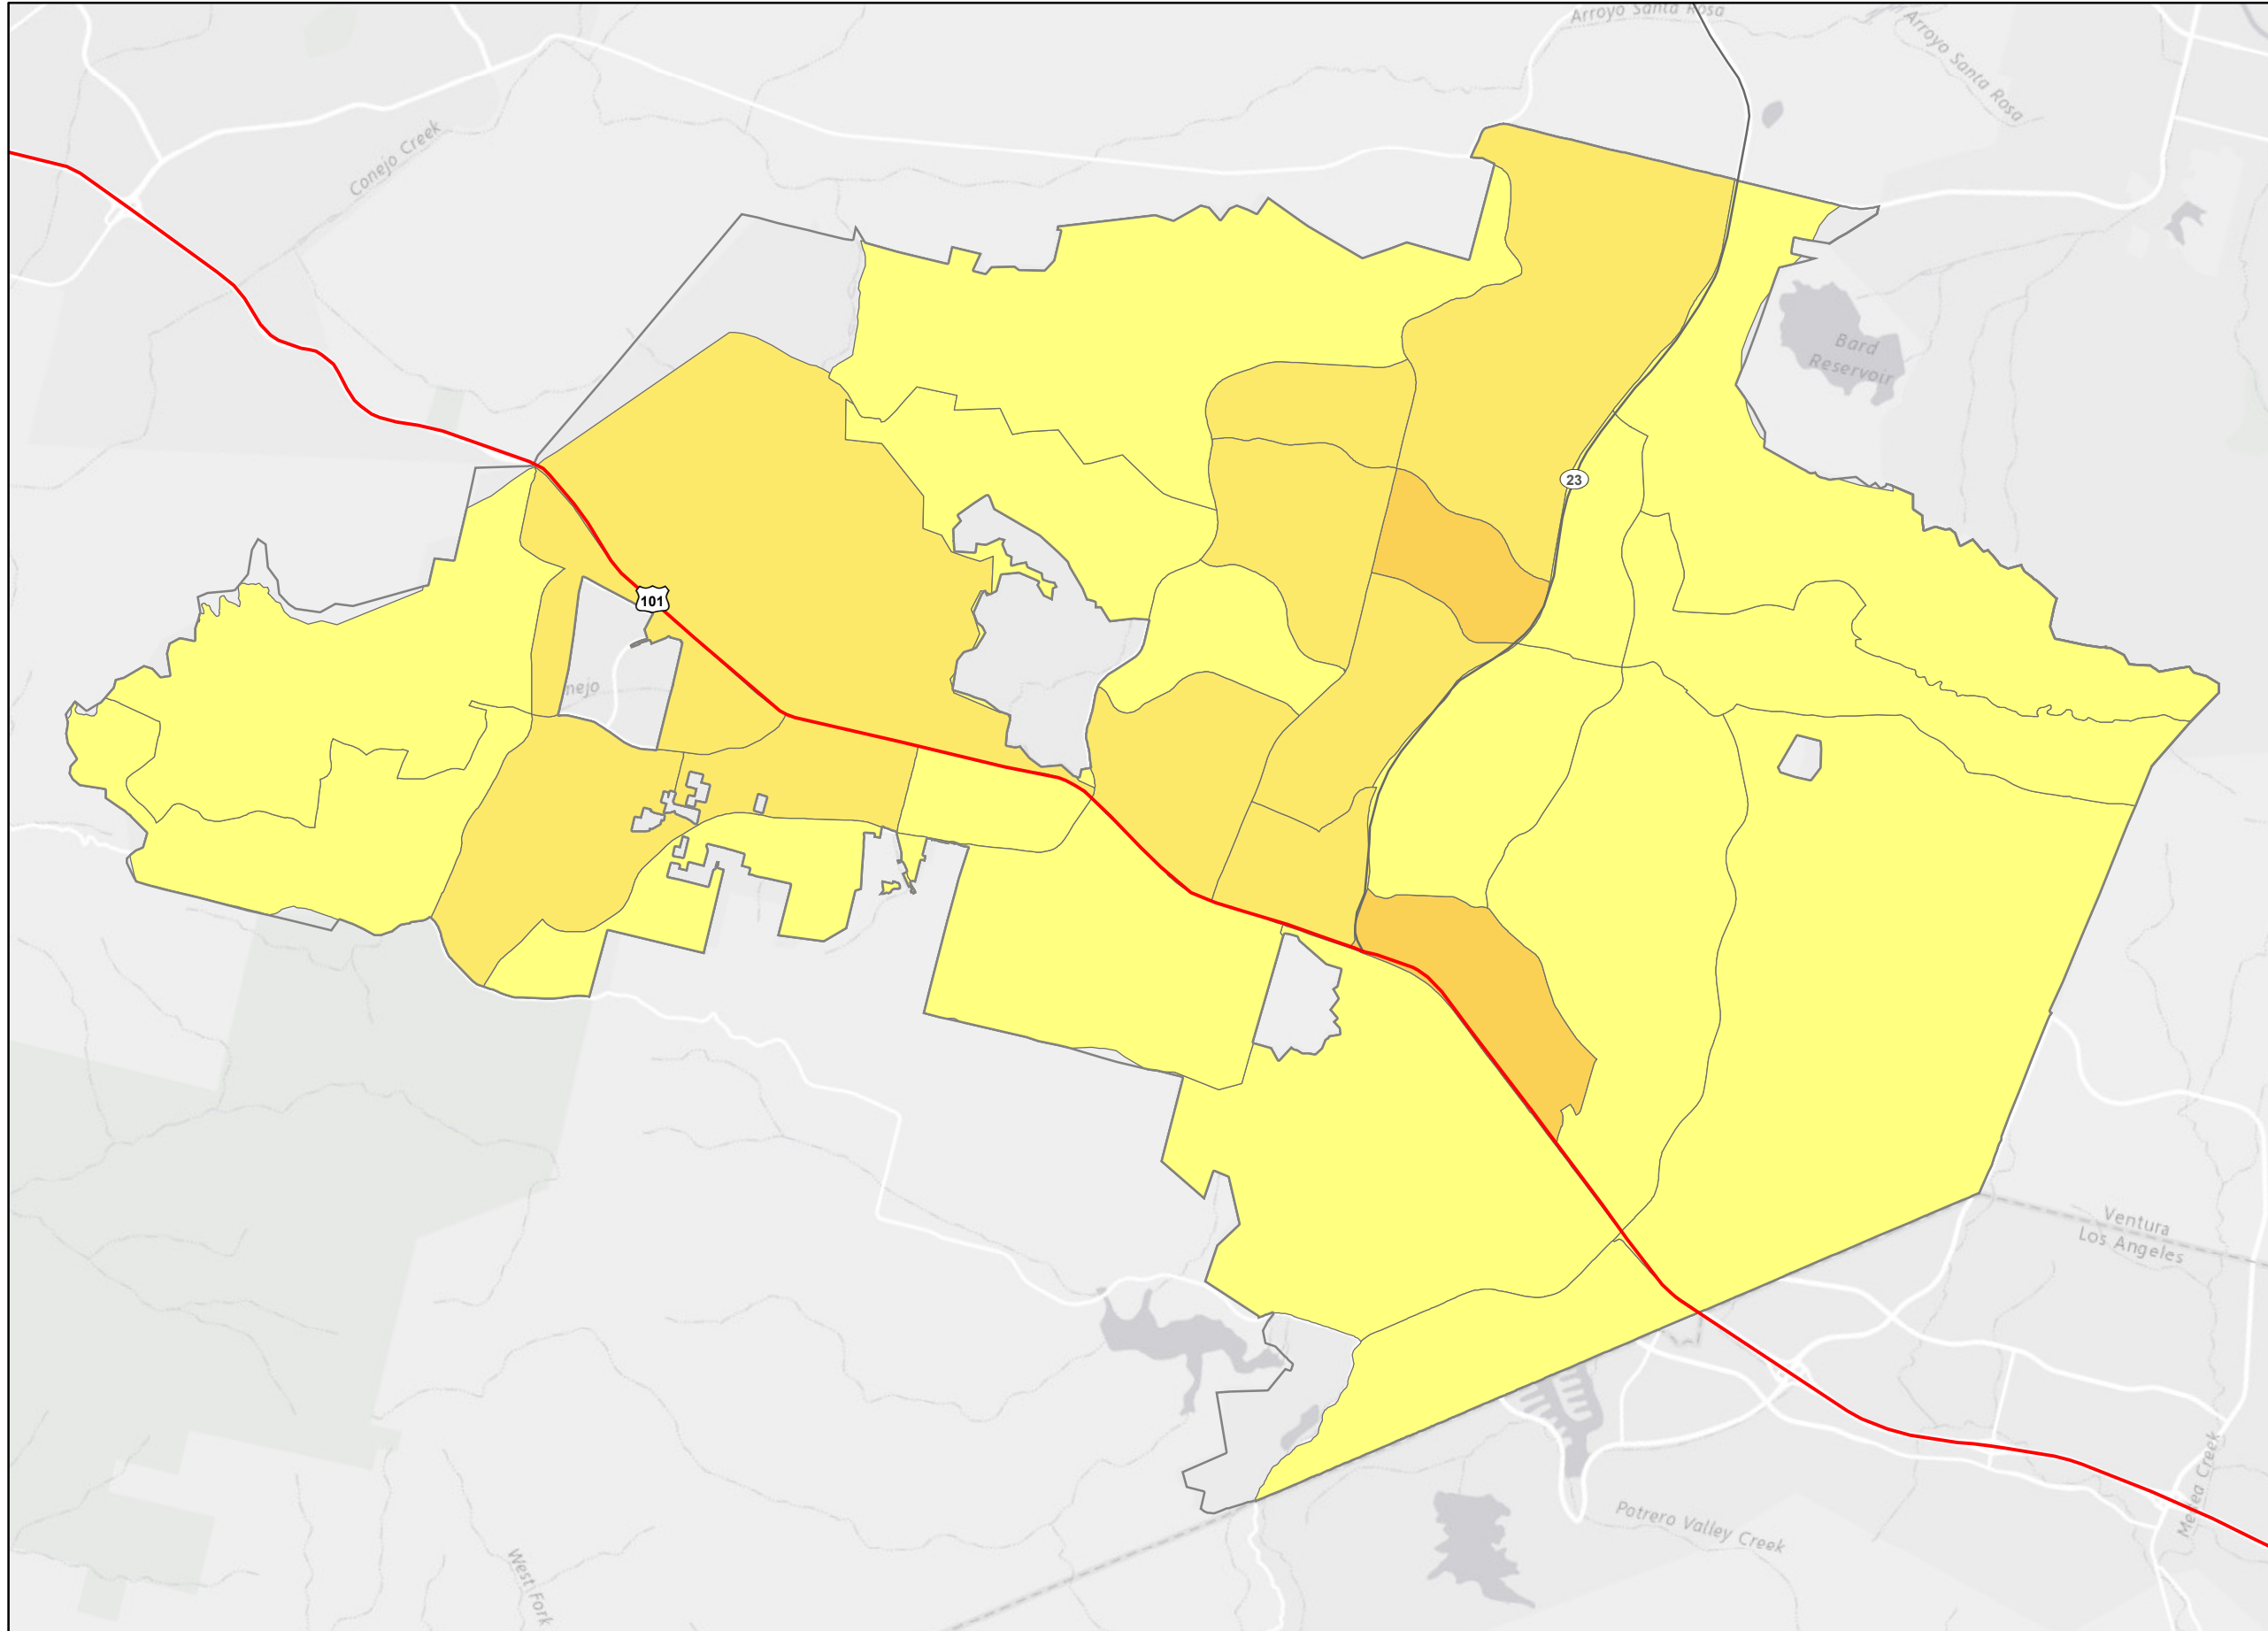 Arroyo Santa Rosa
Arroyo Santa Rosa
Conejo Creek
Bard
Reservoir
23
101
nejo
Ventura
Los Angeles
Potrero Valley Creek
Medea Creek
West Fork